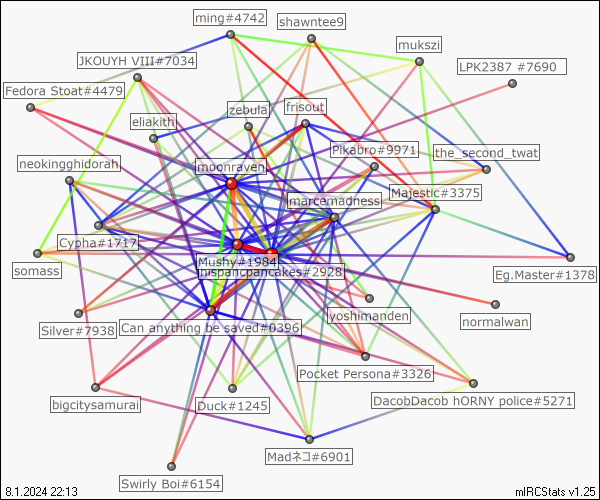 ming#4742
shawntee9
mukszi
JKOUYH VIII#7034
LPK2387 #7690
Fedora Stoat#4479
zebula
frisout
eliakith
Pikabro#9971
the_second_twat
neokingghidorah
moonraven
Majestic#3375
marcemadness
Cypha#1717
Mushy#1984
mispancpancakes#2928
somass
Eg.Master#1378
yoshimanden
normalwan
Silver#7938
Can anything be saved#0396
Pocket Persona#3326
DacobDacob hORNY police#5271
bigcitysamurai
Duck#1245
Madネコ#6901
Swirly Boi#6154
8.1.2024 22:13
mIRCStats v1.25